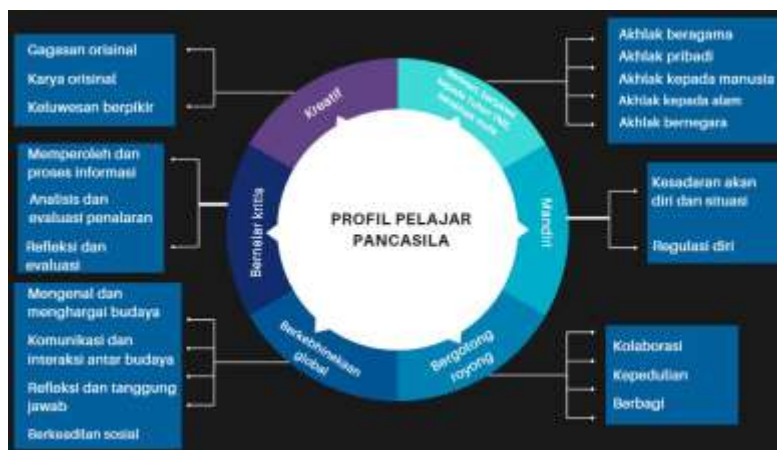 PROFIL PELAJAR
PANCASILA
Kreatif
Gagasan orisinal
Karya orisinal
Keluwesan berpikir
Akhlak beragama
Akhlak pribadi
Akhlak kepada manusia
Akhlak kepada alam
Akhlak bernegara
Mandiri
Kesadaran akan
diri dan situasi
Regulasi diri
Bergotong
royong
Kolaborasi
Kepedulian
Berbagi
Berkebhinekaan
global
Mengenal dan
menghargai budaya
Komunikasi dan
interaksi antar budaya
Refleksi dan tanggung
jawab
Berkeadilan sosial
Bernalar kritis
Memperoleh dan
proses informasi
Analisis dan
evaluasi penalaran
Refleksi dan
evaluasi